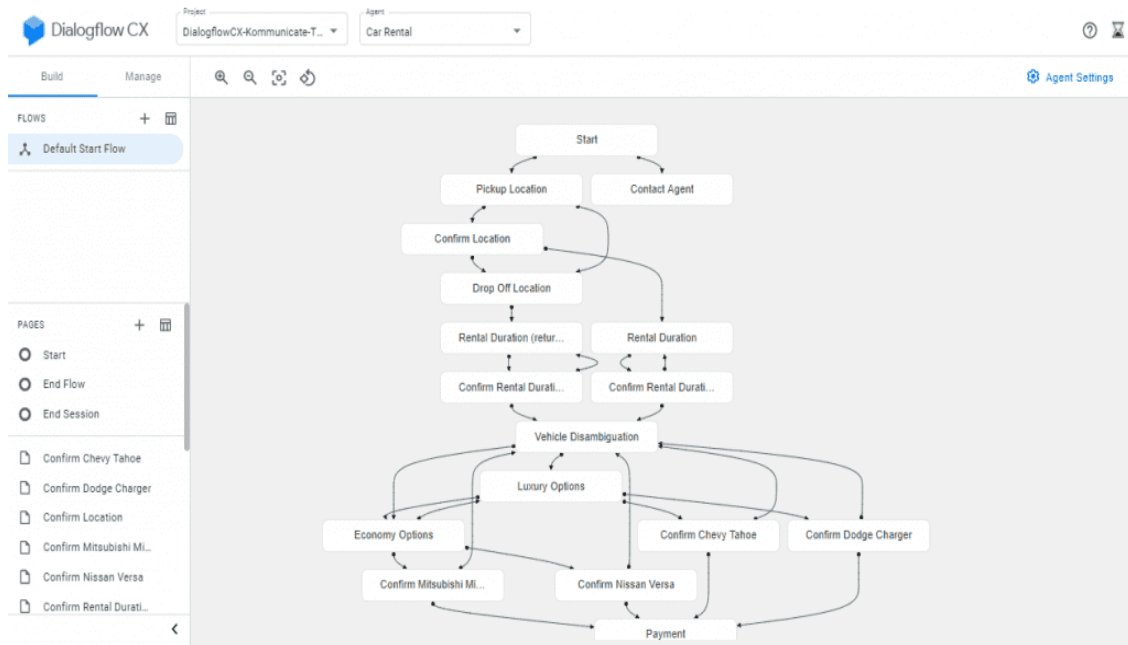 Dialogflow CX
Project
DialogflowCX-Kommunicate-T...
Agent
Car Rental
Build
Manage
Agent Settings
FLOWS
Default Start Flow
PAGES
Start
End Flow
End Session
Confirm Chevy Tahoe
Confirm Dodge Charger
Confirm Location
Confirm Mitsubishi Mi...
Confirm Nissan Versa
Confirm Rental Durati...
Start
Pickup Location
Contact Agent
Confirm Location
Drop Off Location
Rental Duration (retur...
Rental Duration
Confirm Rental Durati...
Confirm Rental Durati...
Vehicle Disambiguation
Luxury Options
Economy Options
Confirm Chevy Tahoe
Confirm Dodge Charger
Confirm Mitsubishi Mi...
Confirm Nissan Versa
Payment